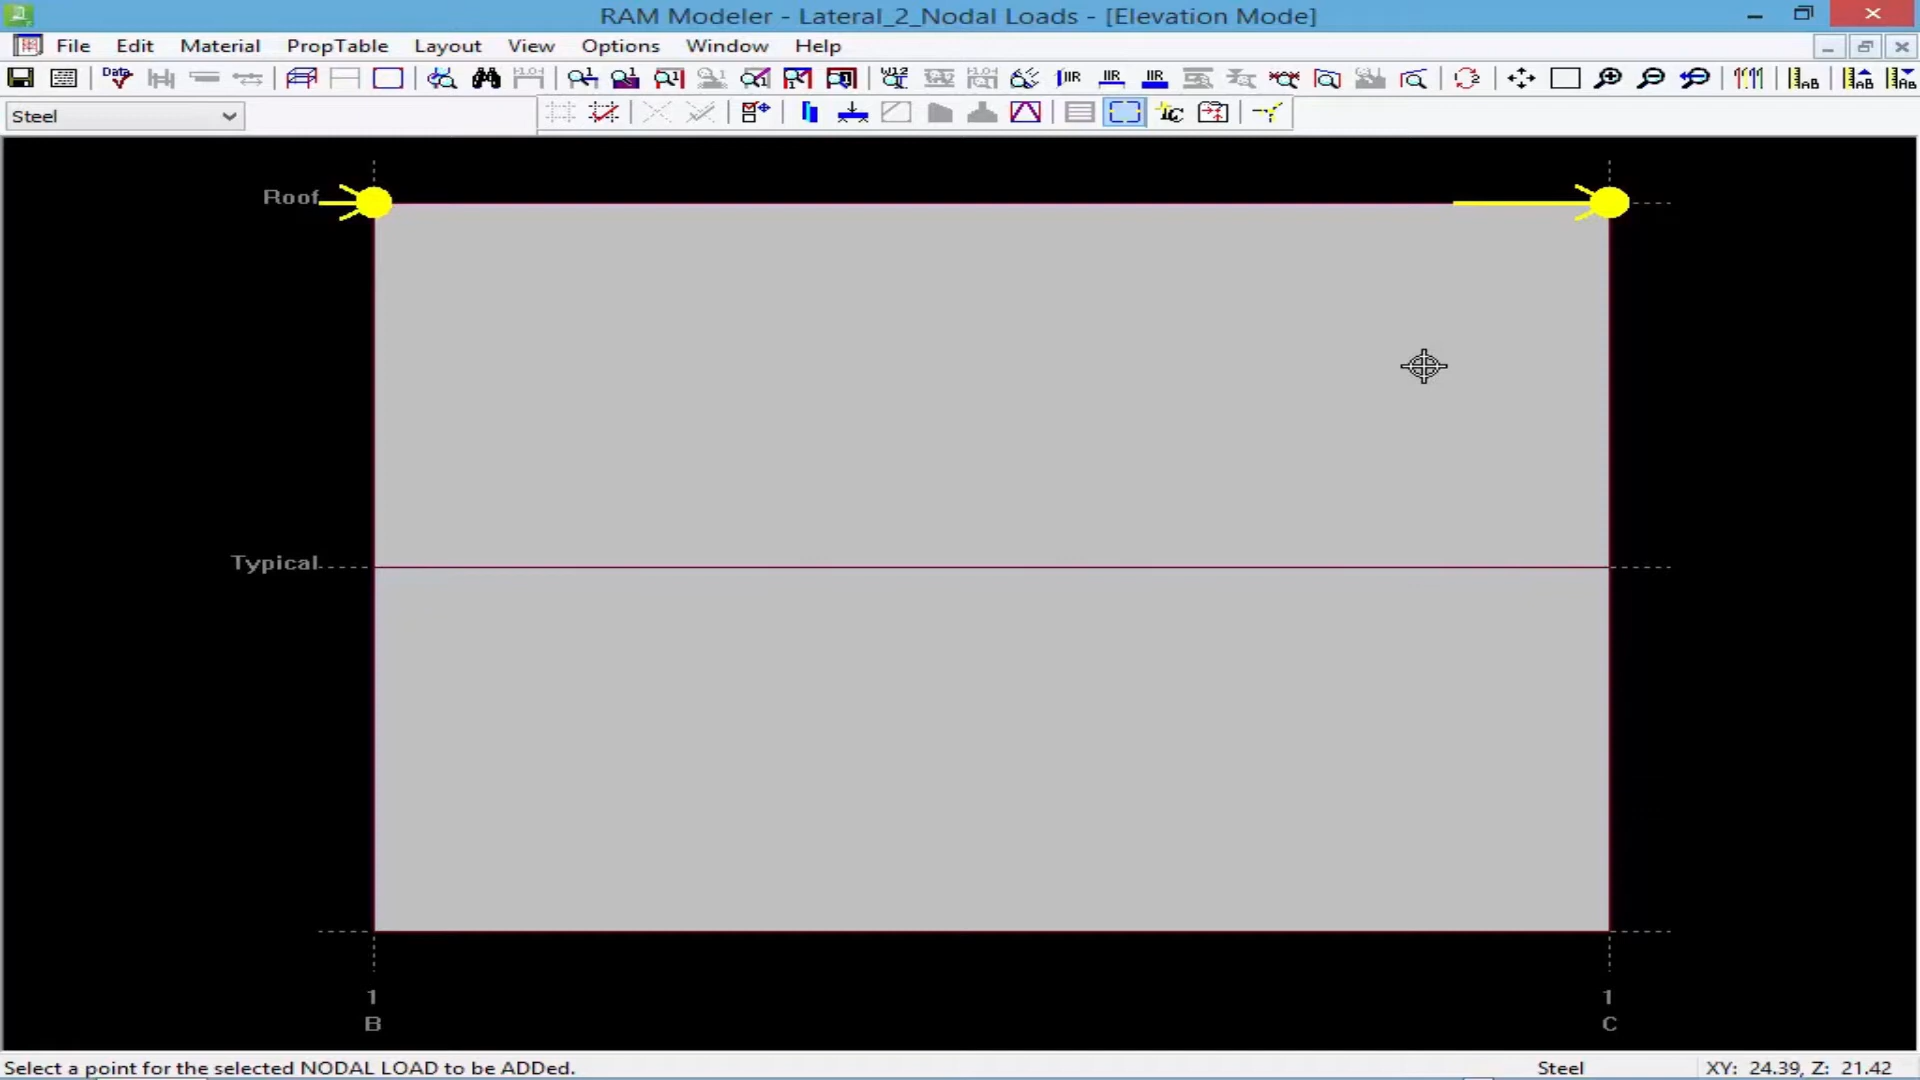 RAM Modeler - Lateral_2_Nodal Loads - [Elevation Mode]
File Edit Material PropTable Layout View Options Window Help
Steel
Roof
Typical
1 1
B C
Select a point for the selected NODAL LOAD to be ADDed. Steel XY: 24.39, Z: 21.42